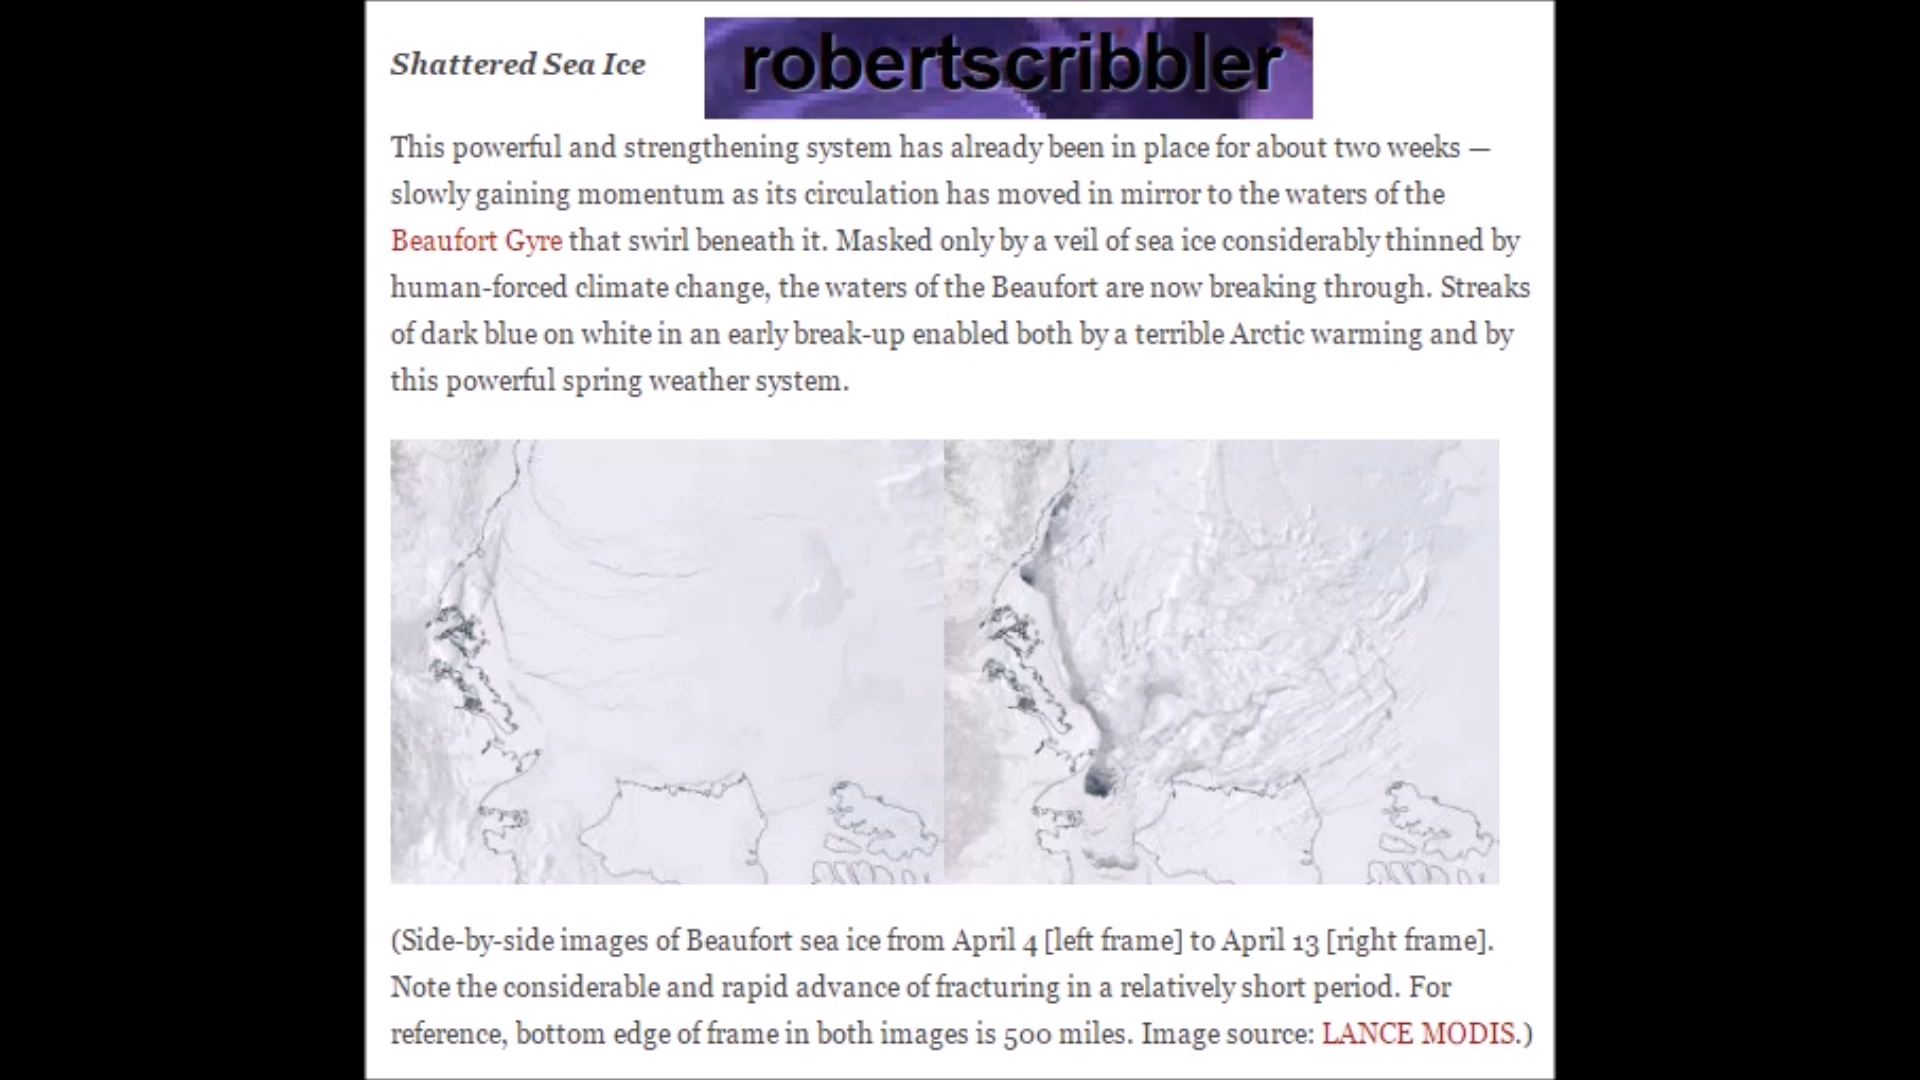 Shattered Sea Ice
robertscribbler
This powerful and strengthening system has already been in place for about two weeks —
slowly gaining momentum as its circulation has moved in mirror to the waters of the
Beaufort Gyre that swirl beneath it. Masked only by a veil of sea ice considerably thinned by
human-forced climate change, the waters of the Beaufort are now breaking through. Streaks
of dark blue on white in an early break-up enabled both by a terrible Arctic warming and by
this powerful spring weather system.
(Side-by-side images of Beaufort sea ice from April 4 [left frame] to April 13 [right frame].
Note the considerable and rapid advance of fracturing in a relatively short period. For
reference, bottom edge of frame in both images is 500 miles. Image source: LANCE MODIS.)